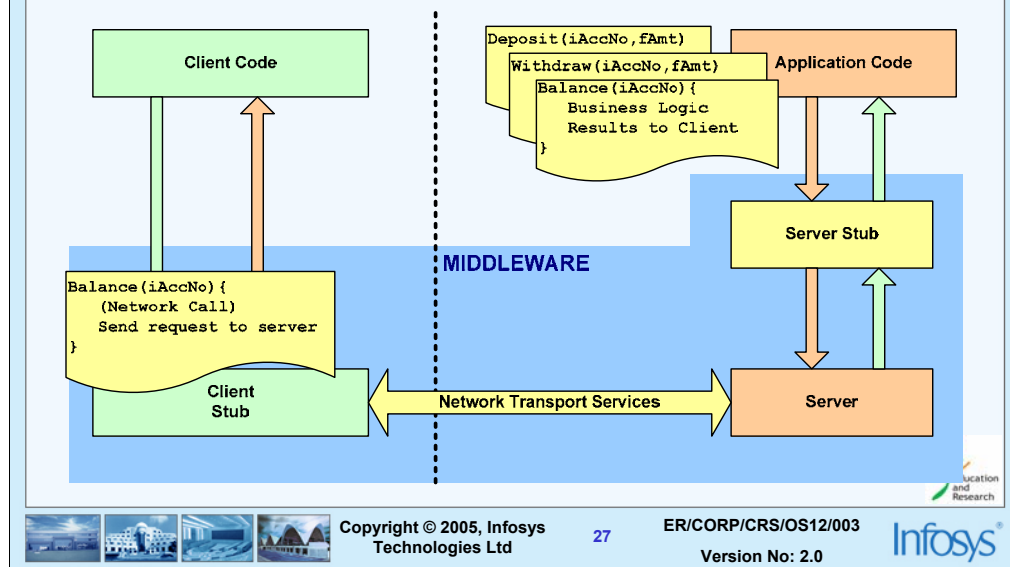 Client Code
Deposit(iAccNo,fAmt)
Withdraw(iAccNo,fAmt)
Balance(iAccNo){
Business Logic
Results to Client
}
Application Code
Server Stub
MIDDLEWARE
Balance(iAccNo){
(Network Call)
Send request to server
}
Client
Stub
Network Transport Services
Server
and
Research
Copyright © 2005, Infosys
Technologies Ltd
27
ER/CORP/CRS/OS12/003
Version No: 2.0
Infosys®